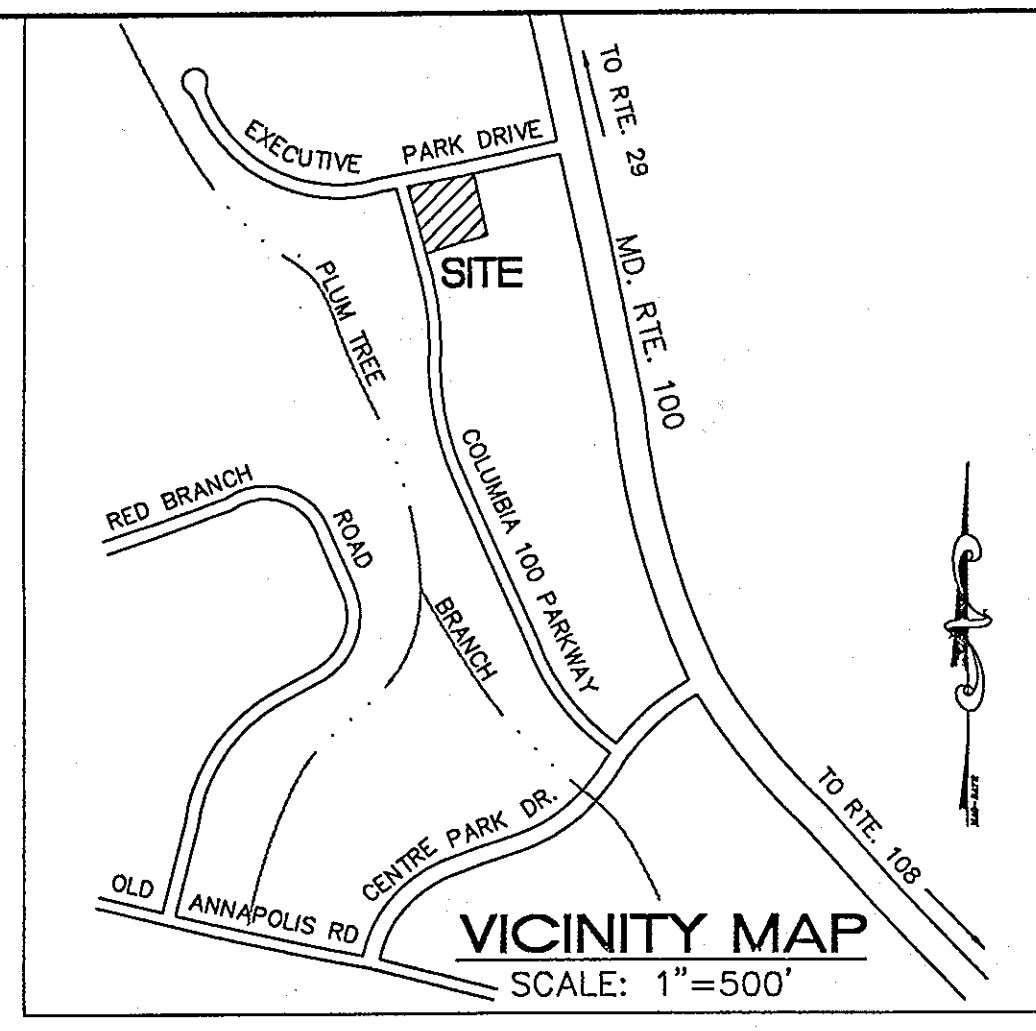 TO RTE. 29
EXECUTIVE PARK DRIVE
SITE
MD. RTE. 100
PLUM TREE
BRANCH
COLUMBIA 100 PARKWAY
RED BRANCH ROAD
TO RTE. 108
CENTRE PARK DR.
OLD ANNAPOLIS RD
VICINITY MAP
SCALE: 1"=500'